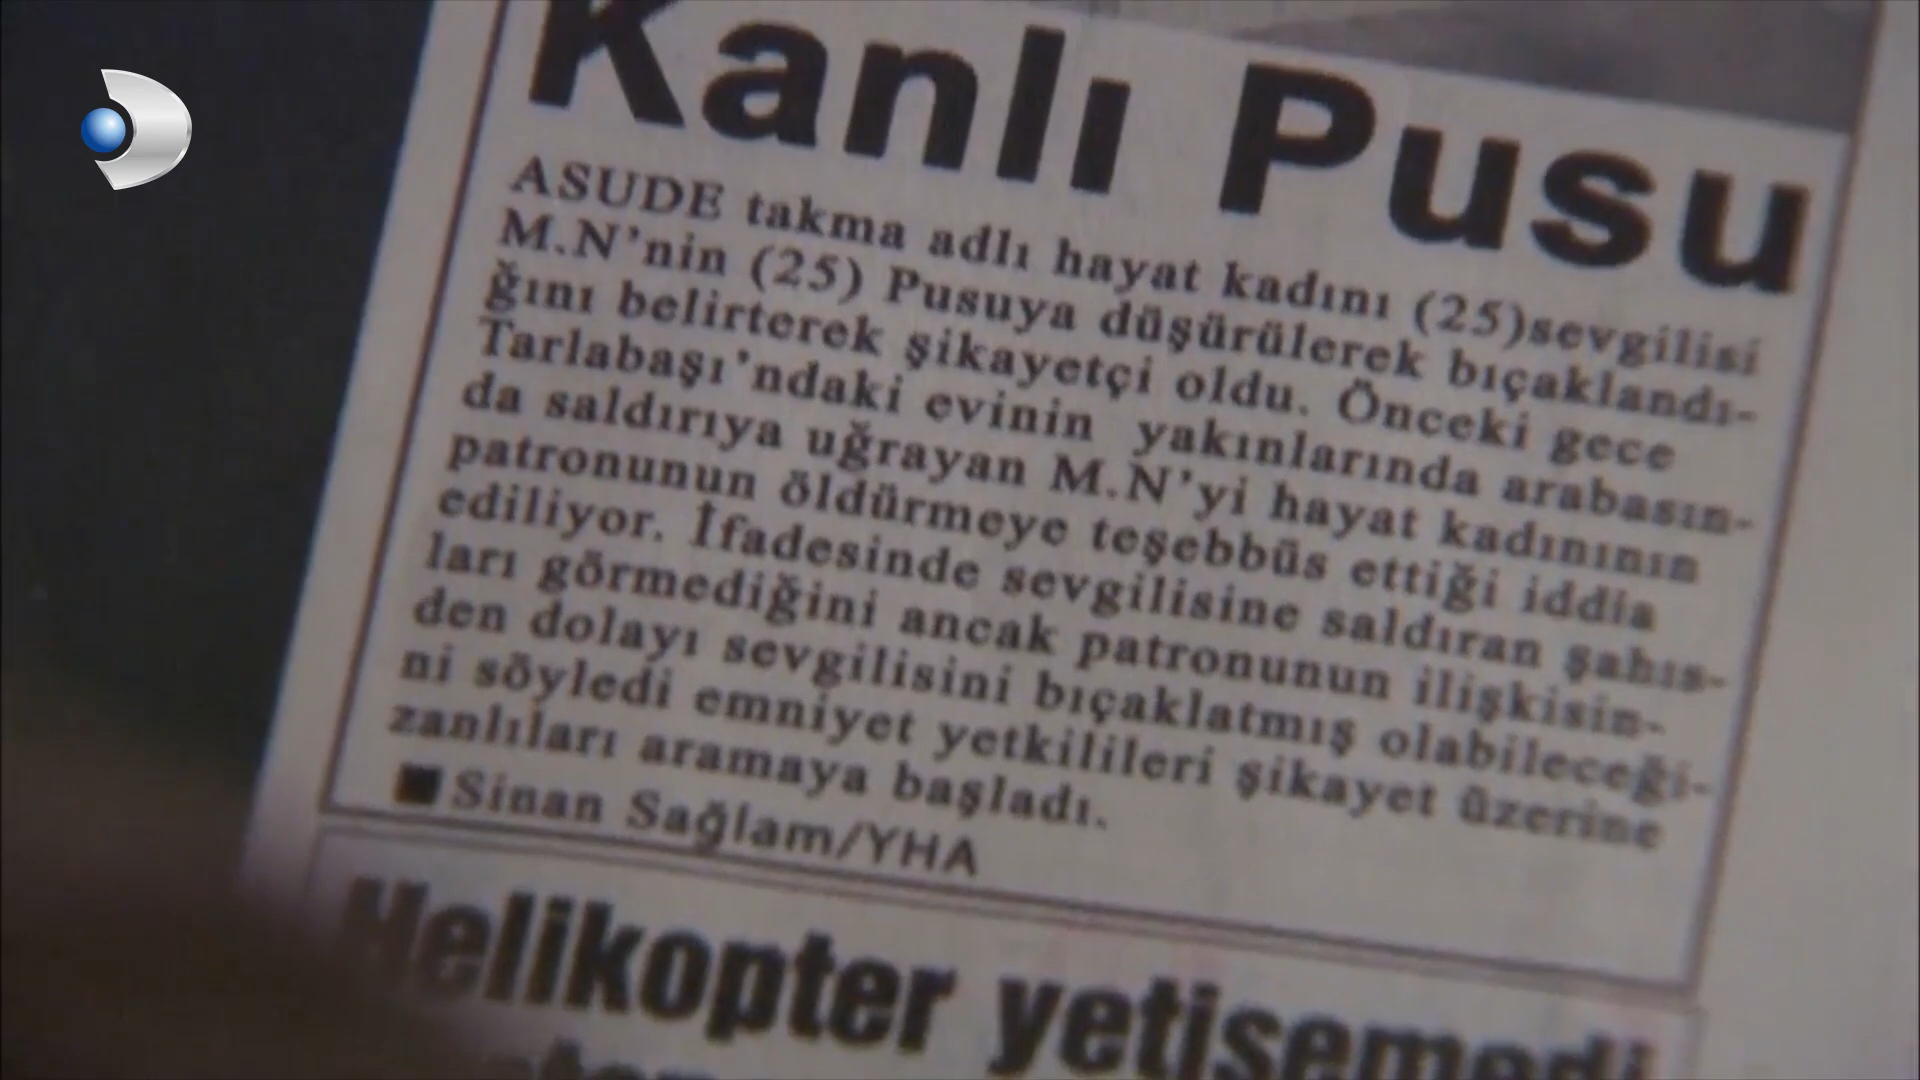 Kanlı Pusu
ASUDE takma adlı hayat kadını (25)sevgilisi
M.N'nin (25) Pusuya düşürülerek bıçaklandı-
ğını belirterek şikayetçi oldu. Önceki gece
Tarlabaşı'ndaki evinin yakınlarında arabasın-
da saldırıya uğrayan M.N'yi hayat kadınının
patronunun öldürmeye teşebbüs ettiği iddia
ediliyor. İfadesinde sevgilisine saldıran şahıs-
ları görmediğini ancak patronunun ilişkisin-
den dolayı sevgilisini bıçaklatmış olabileceği-
ni söyledi emniyet yetkilileri şikayet üzerine
zanlıları aramaya başladı.
■ Sinan Sağlam/YHA
Helikopter yetişemedi